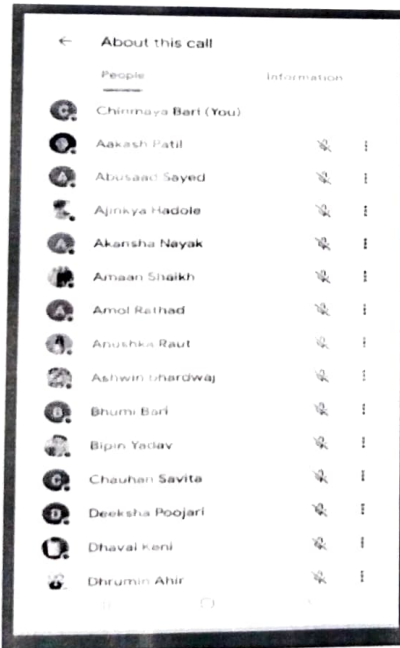 ← About this call
People Information
C Chinmaya Bari (You)
Aakash Patil
A Abusaad Sayed
Ajinkya Hadole
A Akansha Nayak
Amaan Shaikh
A Amol Rathad
Anushka Raut
Ashwin bhardwaj
B Bhumi Bari
Bipin Yadav
C Chauhan Savita
D Deeksha Poojari
Dhaval Keni
Dhrumin Ahir